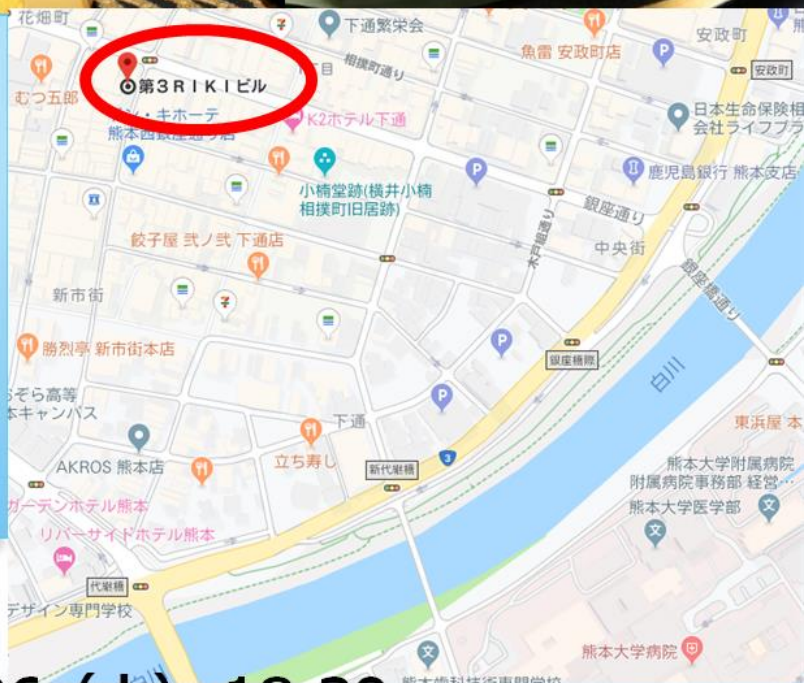 花畑町
下通繁栄会
安政町
魚雷 安政町店
相撲町通り
安政町
むつ五郎
第3RIKIビル
K2ホテル下通
日本生命保険相
会社ライフプラ
小楠堂跡(横井小楠
相撲町旧居跡)
鹿児島銀行 熊本支店
銀座通り
中央街
木戸組通り
餃子屋 弐ノ弐 下通店
銀座橋通り
新市街
勝烈亭 新市街本店
銀座橋際
白川
ぞら高等
本キャンパス
下通
東浜屋 本
AKROS 熊本店
立ち寿し
新代継橋
3
熊本大学附属病院
附属病院事務部 経営…
熊本大学医学部
ガーデンホテル熊本
リバーサイドホテル熊本
代継橋
デザイン専門学校
熊本大学病院